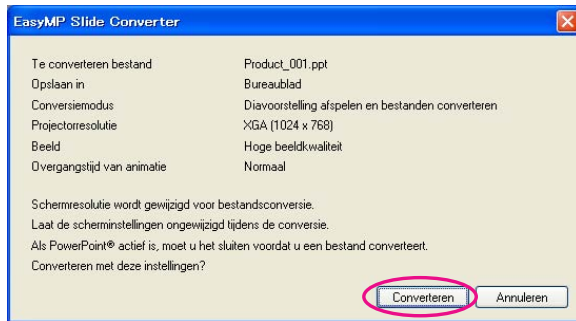 EasyMP Slide Converter
Te converteren bestand Product_001.ppt
Opslaan in Bureaublad
Conversiemodus Diavoorstelling afspelen en bestanden converteren
Projectorresolutie XGA (1024 x 768)
Beeld Hoge beeldkwaliteit
Overgangstijd van animatie Normaal
Schermresolutie wordt gewijzigd voor bestandsconversie.
Laat de scherminstellingen ongewijzigd tijdens de conversie.
Als PowerPoint® actief is, moet u het sluiten voordat u een bestand converteert.
Converteren met deze instellingen?
Converteren Annuleren